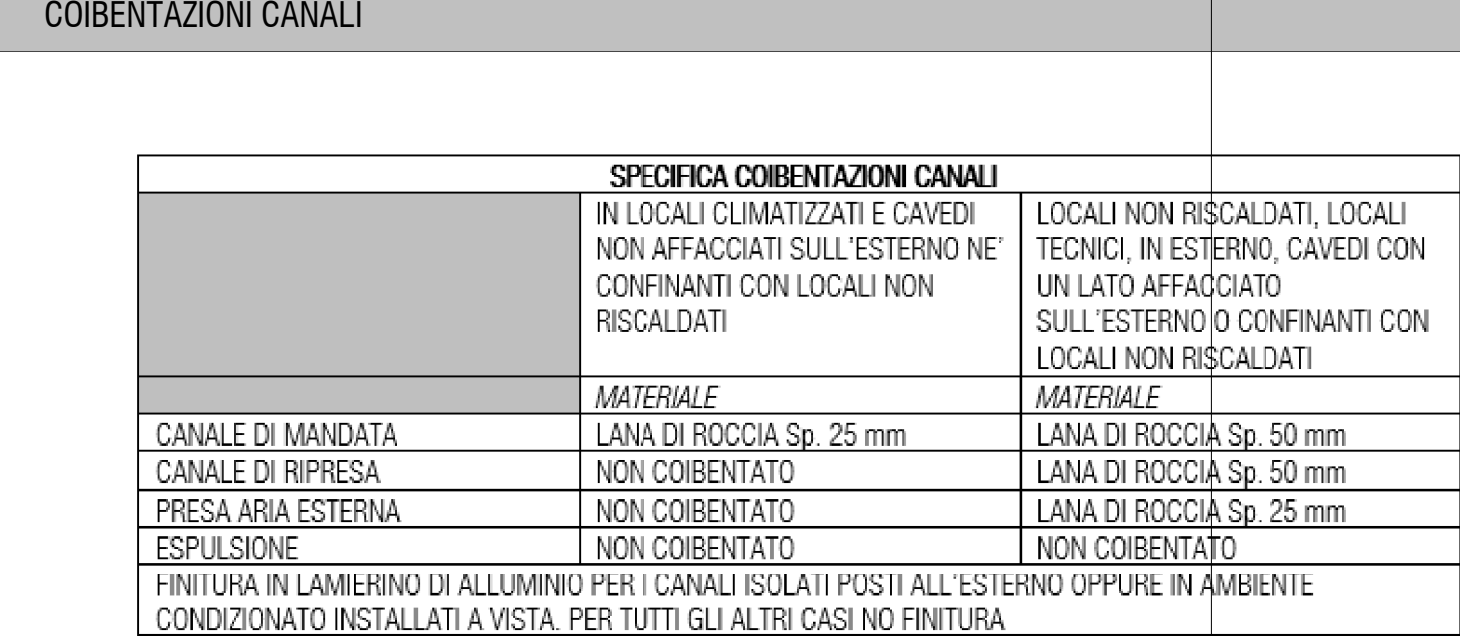 COIBENTAZIONI CANALI
SPECIFICA COIBENTAZIONI CANALI
IN LOCALI CLIMATIZZATI E CAVEDI
NON AFFACCIATI SULL'ESTERNO NE'
CONFINANTI CON LOCALI NON
RISCALDATI
LOCALI NON RISCALDATI, LOCALI
TECNICI, IN ESTERN0, CAVEDI CON
UN LATO AFFACCIATO
SULL'ESTERNO O CONFINANTI CON
LOCALI NON RISCALDATI
MATERIALE
MATERIALE
CANALE DI MANDATA
LANA DI ROCCIA Sp. 25 mm
LANA DI ROCCIA Sp. 50 mm
CANALE DI RIPRESA
NON COIBENTATO
LANA DI ROCCIA Sp. 50 mm
PRESA ARIA ESTERNA
NON COIBENTATO
LANA DI ROCCIA Sp. 25 mm
ESPULSIONE
NON COIBENTATO
NON COIBENTATO
FINITURA IN LAMIERINO DI ALLUMINIO PER I CANALI ISOLATI POSTI ALL'ESTERNO OPPURE IN AMBIENTE
CONDIZIONATO INSTALLATI A VISTA. PER TUTTI GLI ALTRI CASI NO FINITURA